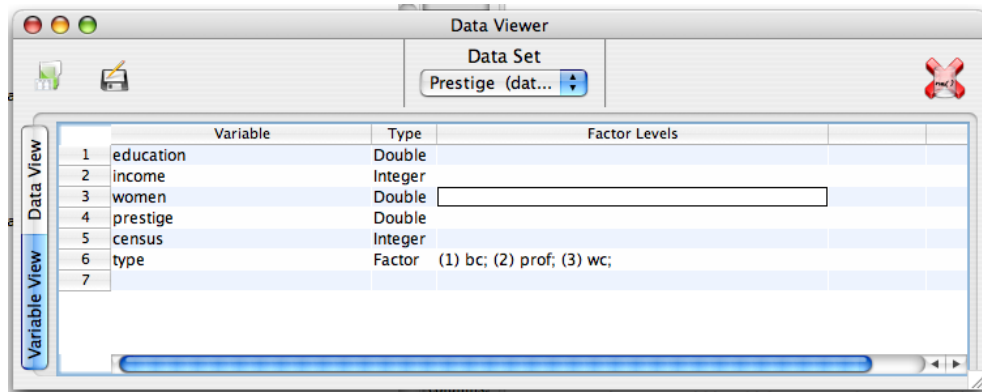 Data Viewer
Data Set
Prestige (dat...
Data View
Variable View
Variable Type Factor Levels
1 education Double
2 income Integer
3 women Double
4 prestige Double
5 census Integer
6 type Factor (1) bc; (2) prof; (3) wc;
7